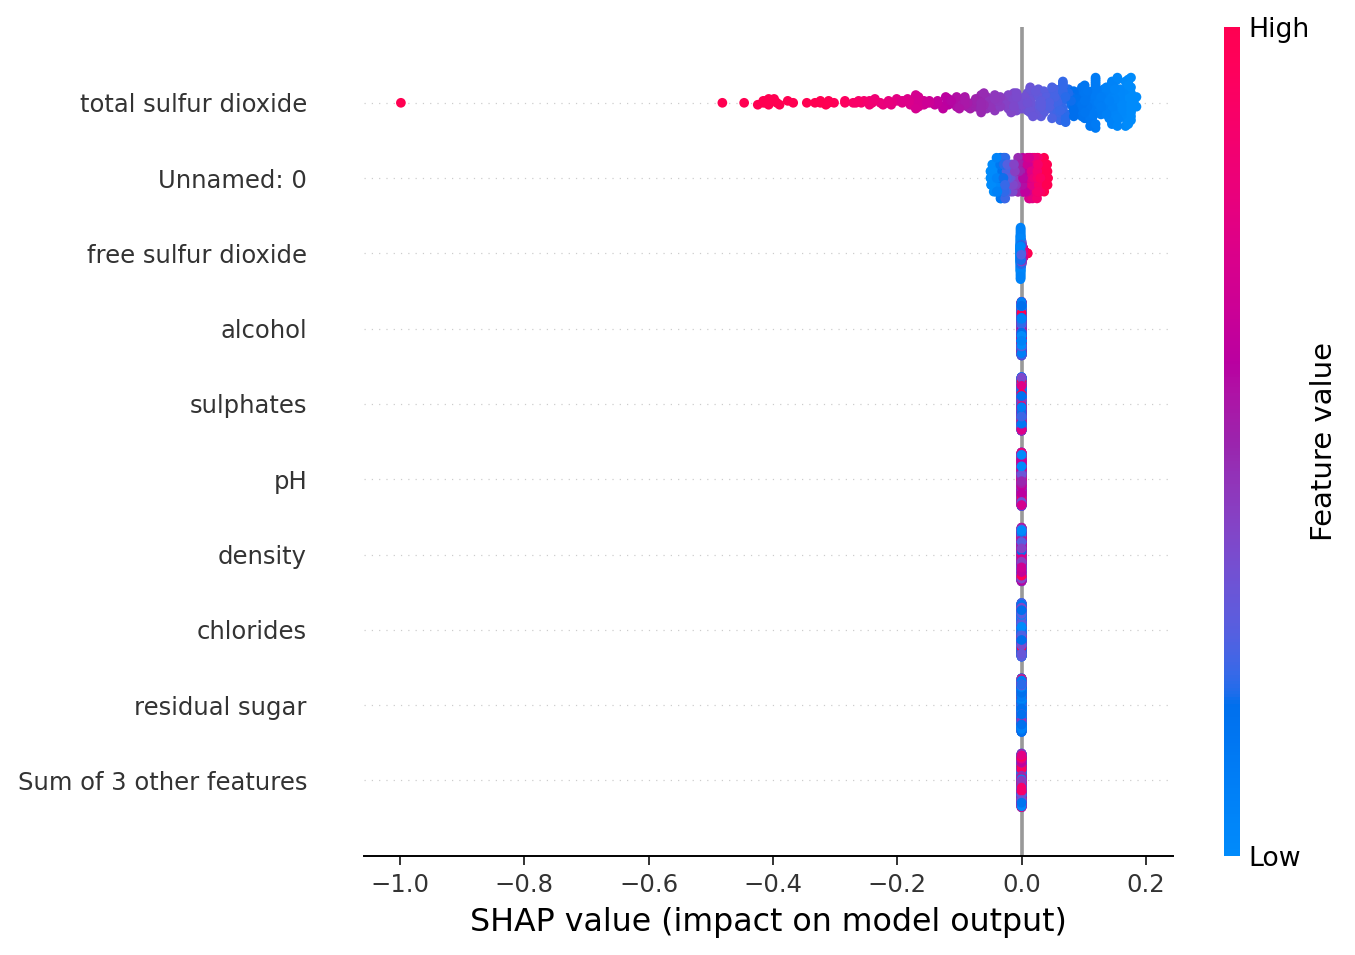 High
total sulfur dioxide
Unnamed: 0
free sulfur dioxide
alcohol
sulphates
pH
density
chlorides
residual sugar
Sum of 3 other features
Feature value
Low
−1.0 −0.8 −0.6 −0.4 −0.2 0.0 0.2
SHAP value (impact on model output)